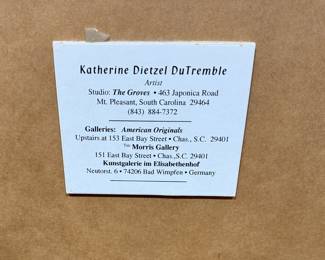 Katherine Dietzel DuTremble
Artist
Studio: The Groves • 463 Japonica Road
Mt. Pleasant, South Carolina 29464
(843) 884-7372
Galleries: American Originals
Upstairs at 153 East Bay Street • Chas., S.C. 29401
The Morris Gallery
151 East Bay Street • Chas.,S.C. 29401
Kunstgalerie im Elisabethenhof
Neutorst. 6 • 74206 Bad Wimpfen • Germany